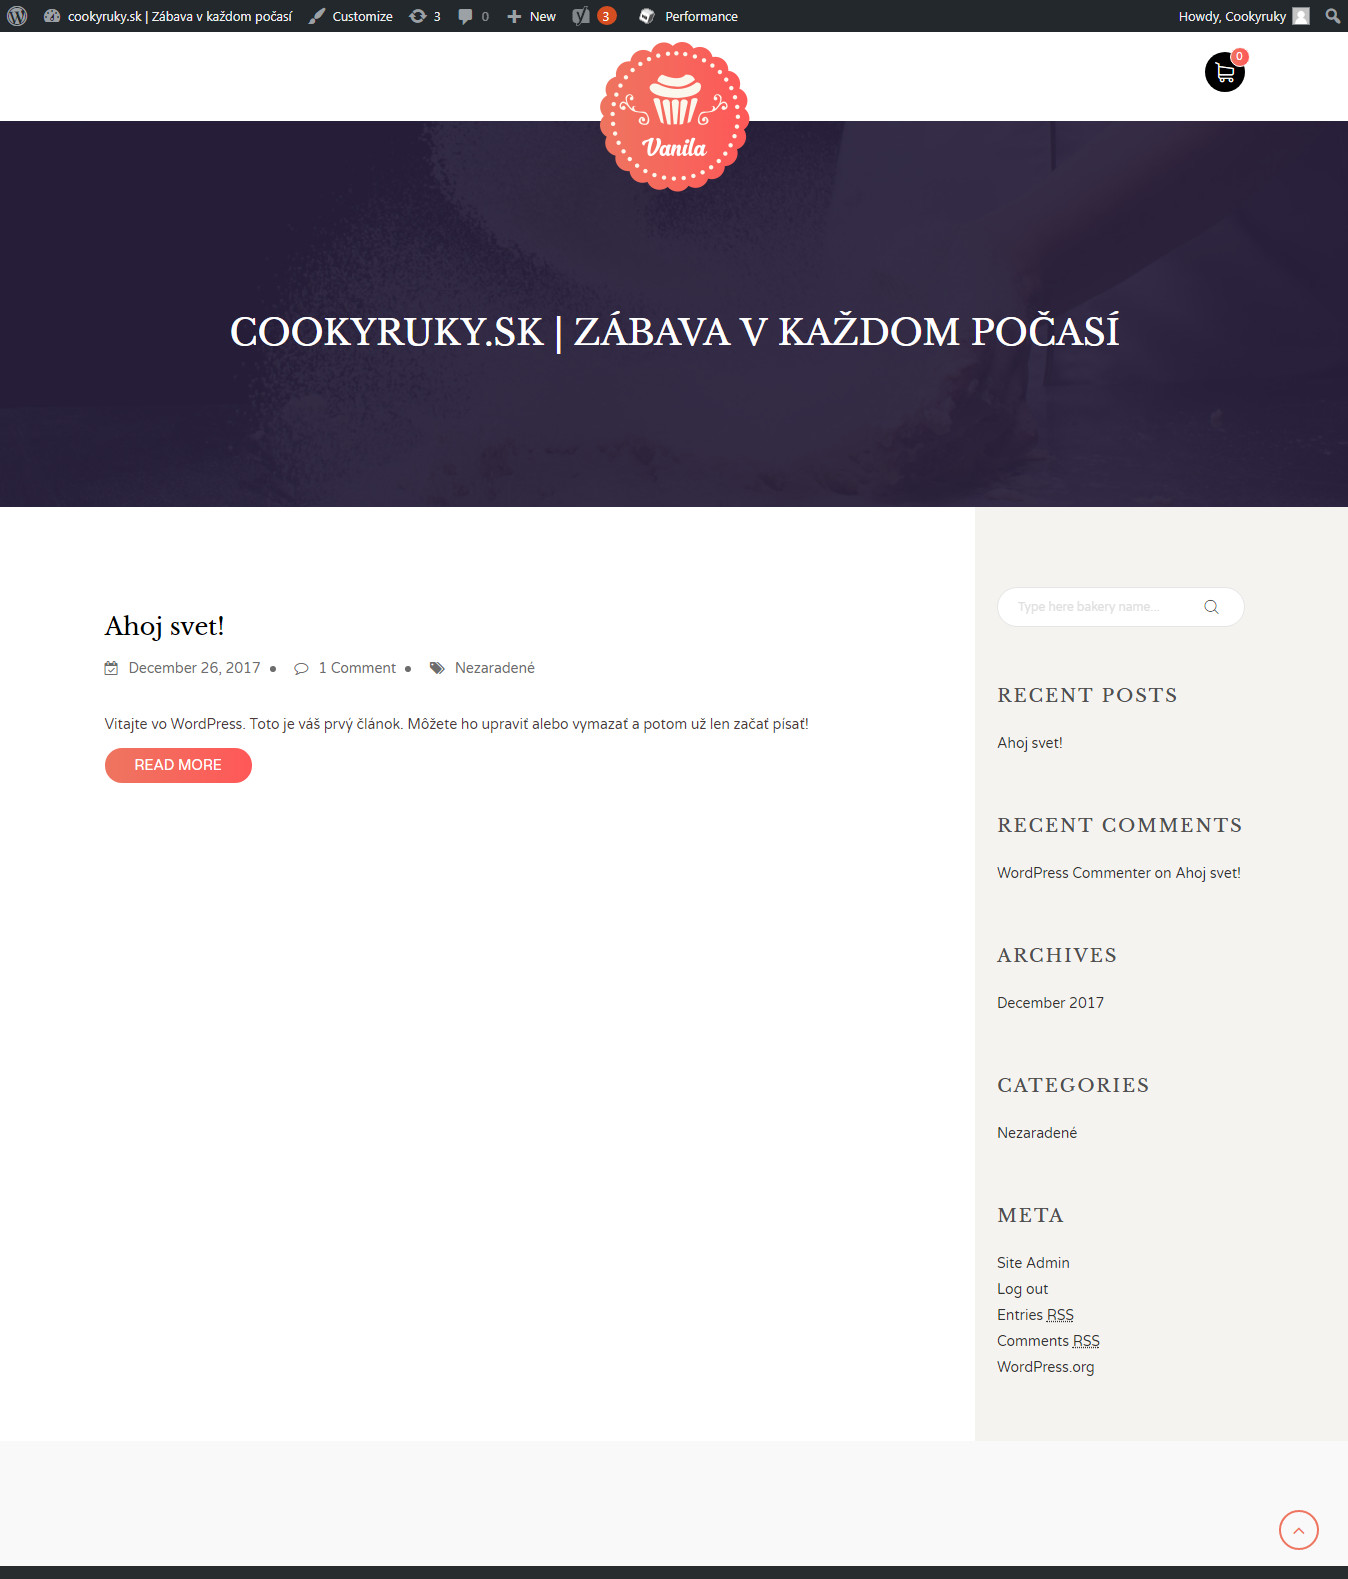 cookyruky.sk | Zábava v každom počasí Customize 3 0 New 3 Performance Howdy, Cookyruky
0
Vanila
COOKYRUKY.SK | ZÁBAVA V KAŽDOM POČASÍ
Ahoj svet!
December 26, 2017 1 Comment Nezaradené
Vitajte vo WordPress. Toto je váš prvý článok. Môžete ho upraviť alebo vymazať a potom už len začať písať!
READ MORE
Type here bakery name...
RECENT POSTS
Ahoj svet!
RECENT COMMENTS
WordPress Commenter on Ahoj svet!
ARCHIVES
December 2017
CATEGORIES
Nezaradené
META
Site Admin
Log out
Entries RSS
Comments RSS
WordPress.org